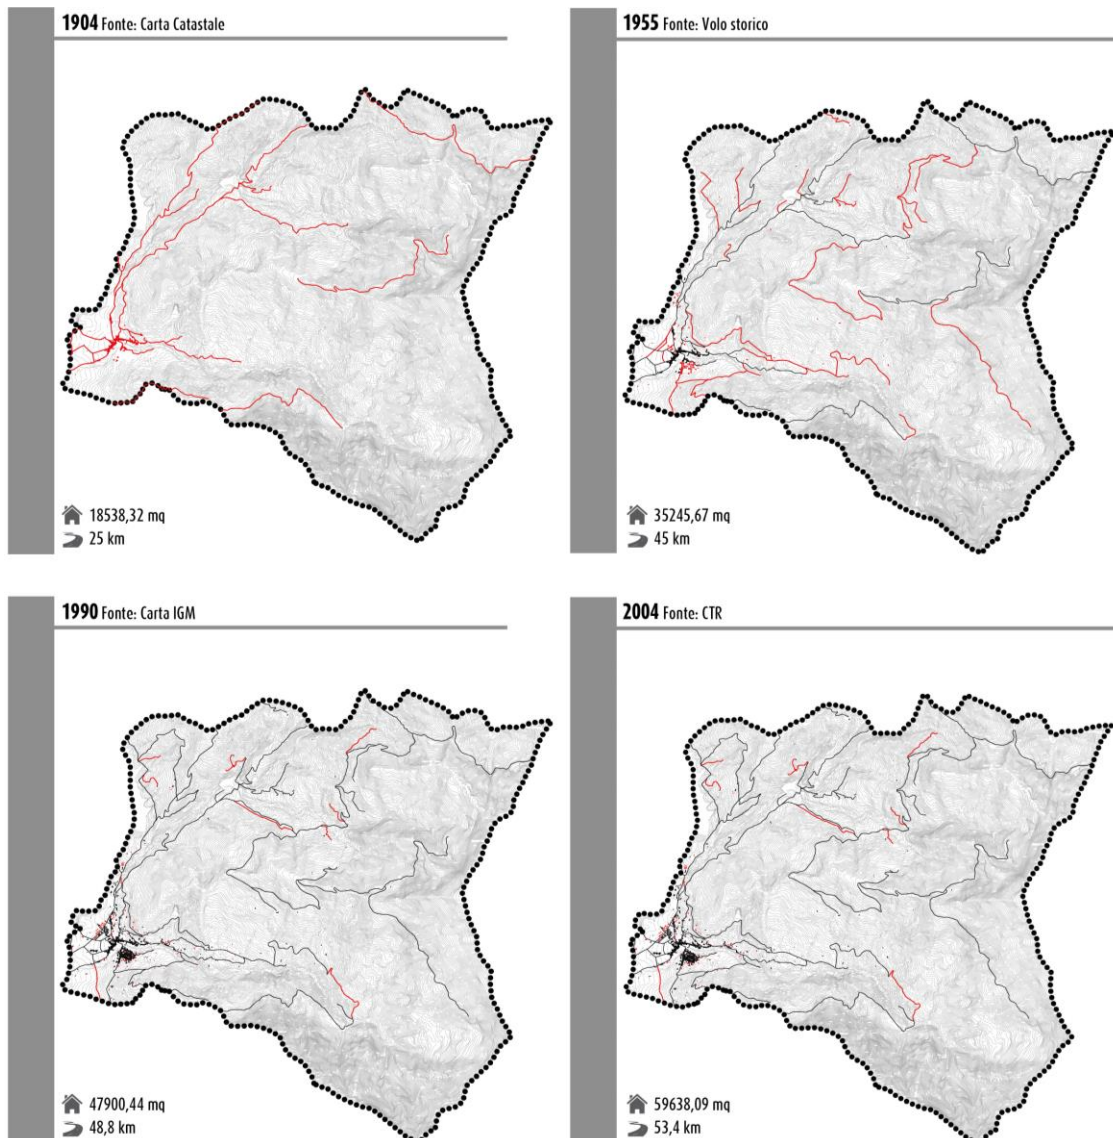 1904 Fonte: Carta Catastale
18538,32 mq
25 km
1955 Fonte: Volo storico
35245,67 mq
45 km
1990 Fonte: Carta IGM
47900,44 mq
48,8 km
2004 Fonte: CTR
59638,09 mq
53,4 km